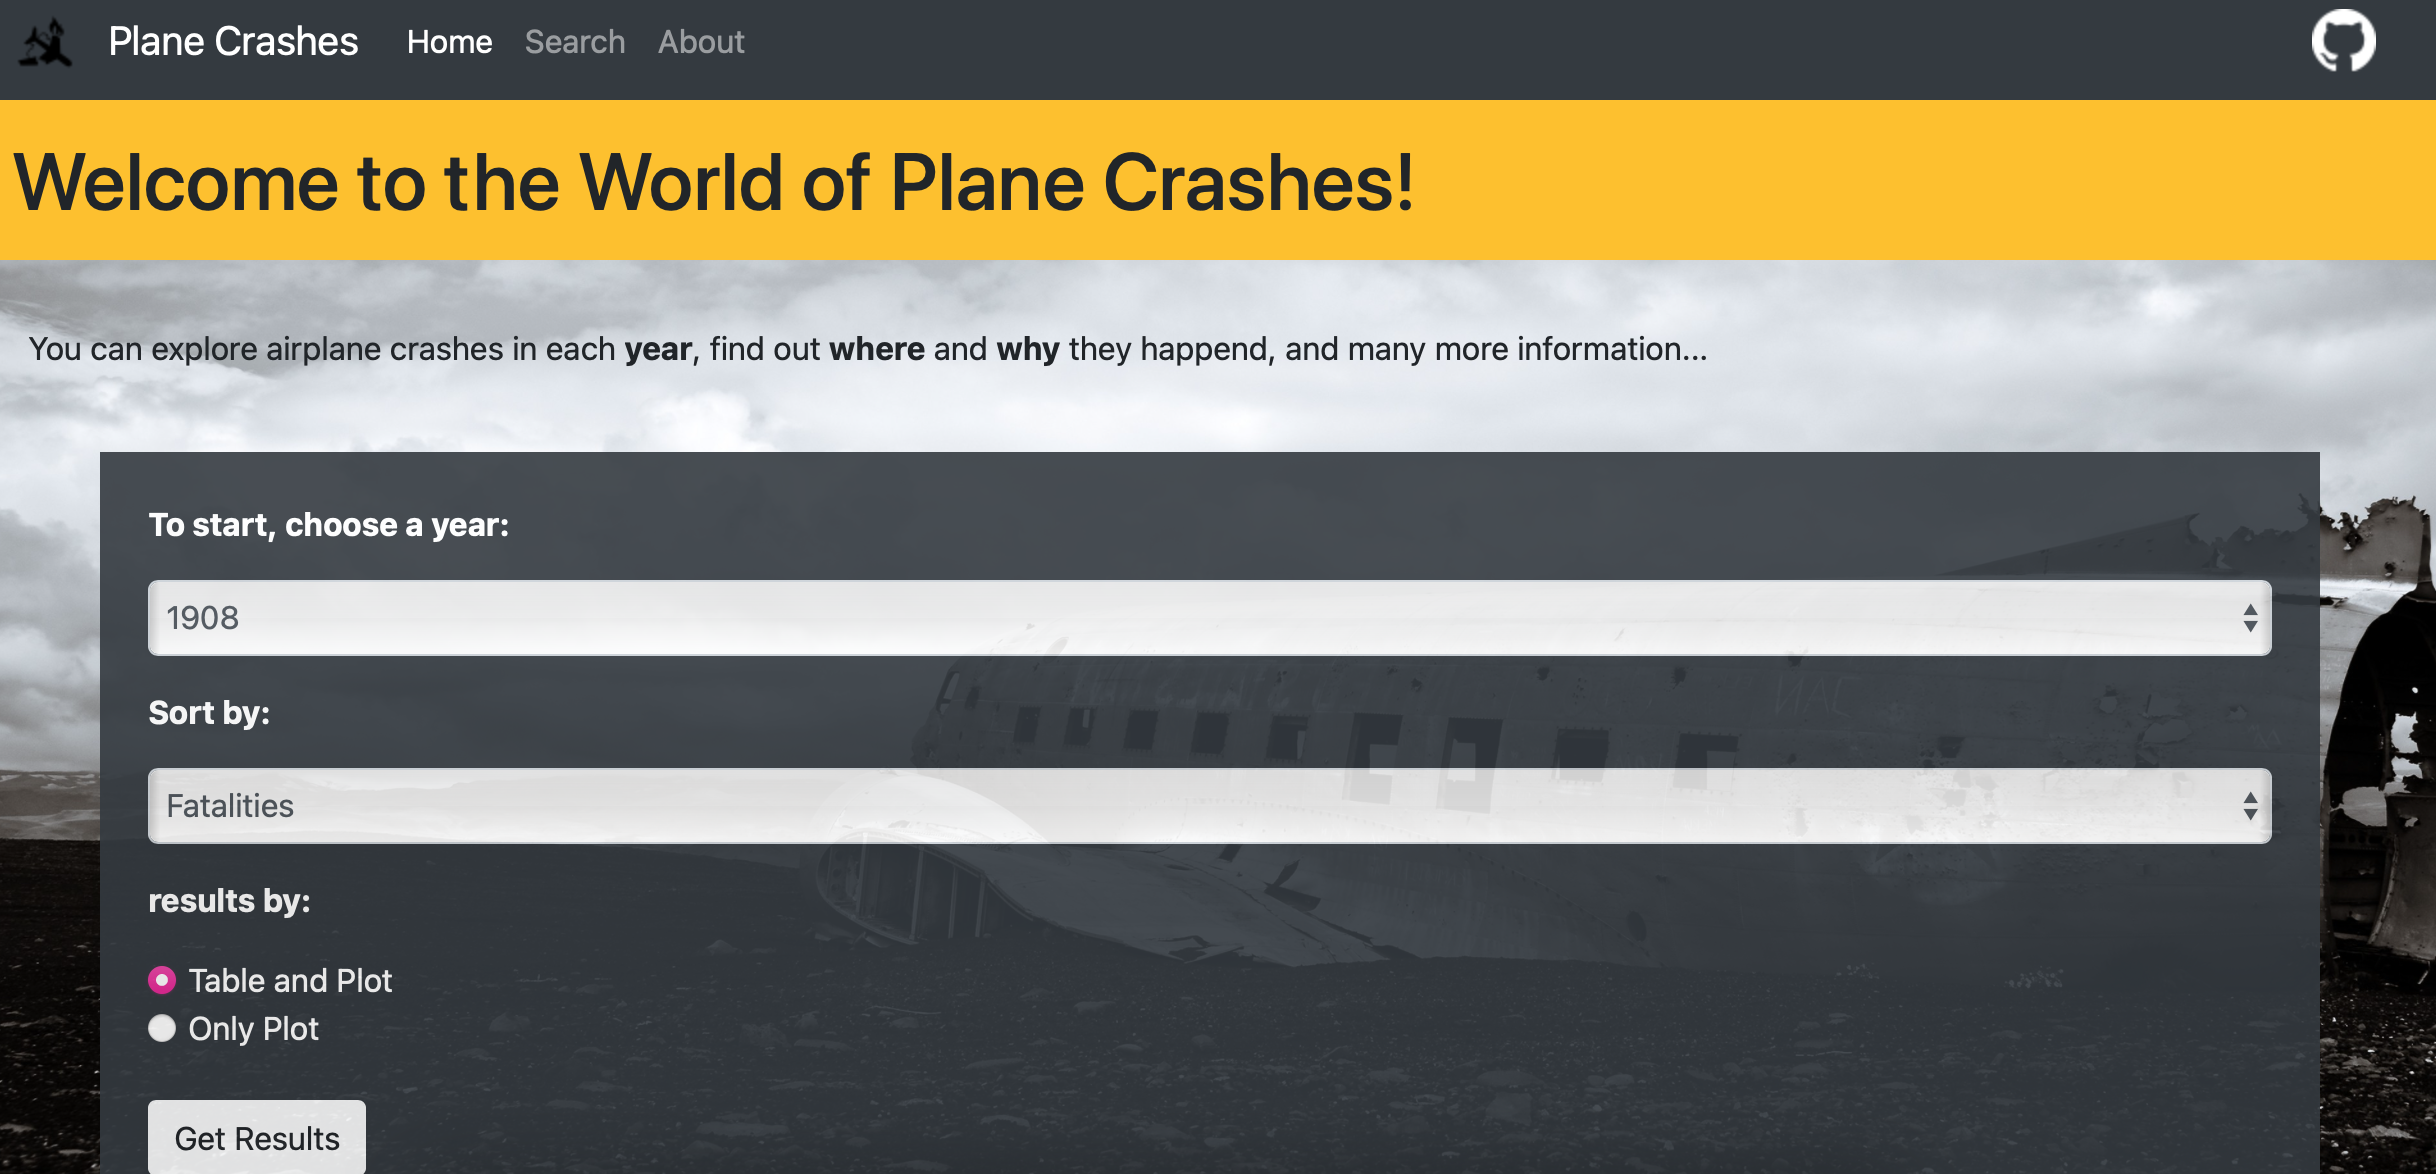 Plane Crashes Home Search About
Welcome to the World of Plane Crashes!
You can explore airplane crashes in each year, find out where and why they happend, and many more information...
To start, choose a year:
1908
Sort by:
Fatalities
results by:
Table and Plot
Only Plot
Get Results